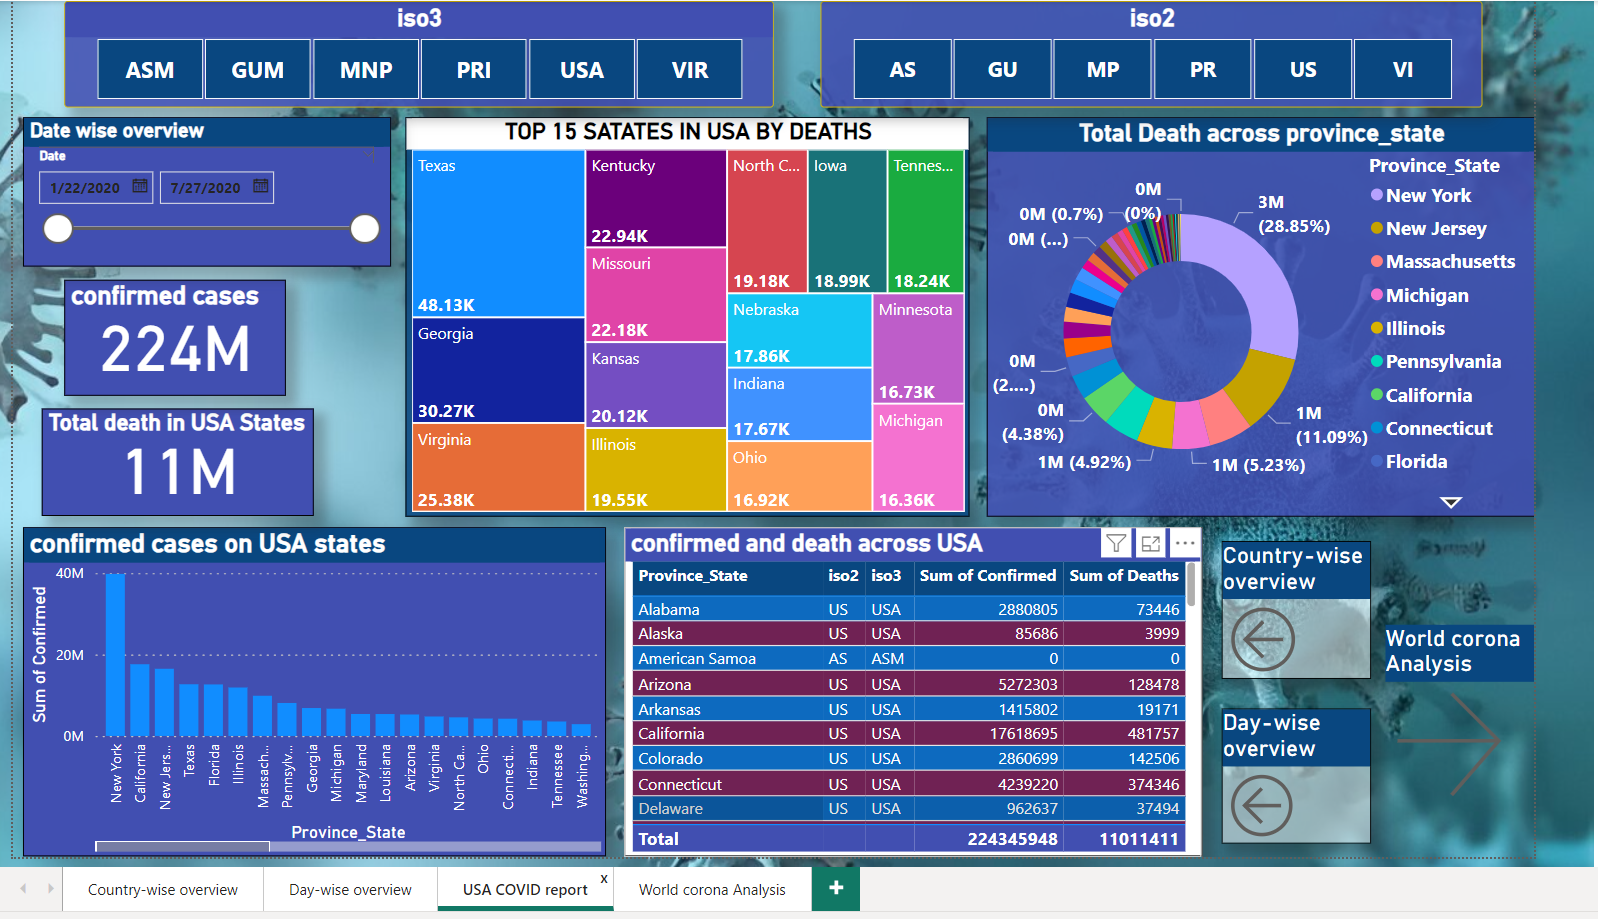 iso3
ASM GUM MNP PRI USA VIR
iso2
AS GU MP PR US VI
Date wise overview
Date
1/22/2020 7/27/2020
confirmed cases
224M
Total death in USA States
11M
TOP 15 SATATES IN USA BY DEATHS
Texas
48.13K
Georgia
30.27K
Virginia
25.38K
Kentucky
22.94K
Missouri
22.18K
Kansas
20.12K
Illinois
19.55K
North C...
19.18K
Iowa
18.99K
Tennes...
18.24K
Nebraska
17.86K
Indiana
17.67K
Ohio
16.92K
Minnesota
16.73K
Michigan
16.36K
Total Death across province_state
3M
(28.85%)
1M
(11.09%)
1M (5.23%)
1M (4.92%)
0M
(4.38%)
0M
(2....)
0M (...)
0M (0.7%)
0M
(0%)
Province_State
New York
New Jersey
Massachusetts
Michigan
Illinois
Pennsylvania
California
Connecticut
Florida
confirmed cases on USA states
Sum of Confirmed
40M
20M
0M
New York
California
New Jers...
Texas
Florida
Illinois
Massach...
Pennsylv...
Georgia
Michigan
Maryland
Louisiana
Arizona
Virginia
North Ca...
Ohio
Connecti...
Indiana
Tennessee
Washing...
Province_State
confirmed and death across USA
Province_State iso2 iso3 Sum of Confirmed Sum of Deaths
Alabama US USA 2880805 73446
Alaska US USA 85686 3999
American Samoa AS ASM 0 0
Arizona US USA 5272303 128478
Arkansas US USA 1415802 19171
California US USA 17618695 481757
Colorado US USA 2860699 142506
Connecticut US USA 4239220 374346
Delaware US USA 962637 37494
Total 224345948 11011411
Country-wise
overview
Day-wise
overview
World corona
Analysis
Country-wise overview Day-wise overview USA COVID report x World corona Analysis +